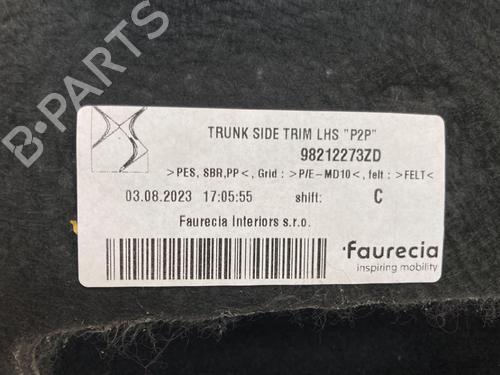 B-PARTS
TRUNK SIDE TRIM LHS "P2P"
98212273ZD
>PES, SBR,PP<, Grid : >P/E-MD10<, felt : >FELT<
03.08.2023 17:05:55 shift: C
Faurecia Interiors s.r.o.
faurecia
inspiring mobility